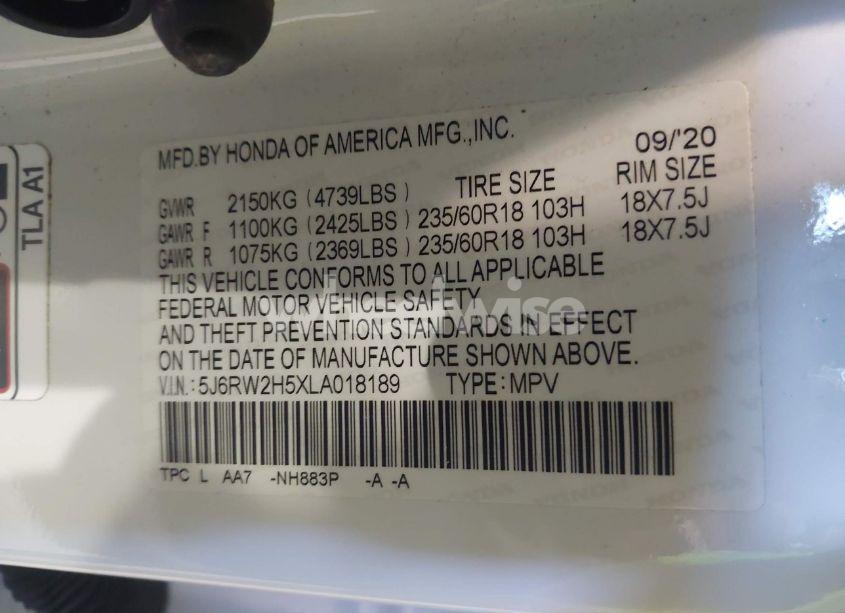 MFD.BY HONDA OF AMERICA MFG.,INC. 09/'20
GVWR 2150KG (4739LBS) TIRE SIZE RIM SIZE
GAWR F 1100KG (2425LBS) 235/60R18 103H 18X7.5J
GAWR R 1075KG (2369LBS) 235/60R18 103H 18X7.5J
THIS VEHICLE CONFORMS TO ALL APPLICABLE
FEDERAL MOTOR VEHICLE SAFETY
AND THEFT PREVENTION STANDARDS IN EFFECT
ON THE DATE OF MANUFACTURE SHOWN ABOVE.
V.I.N.: 5J6RW2H5XLA018189 TYPE: MPV
TPC L AA7 -NH883P -A -A
TLA A1